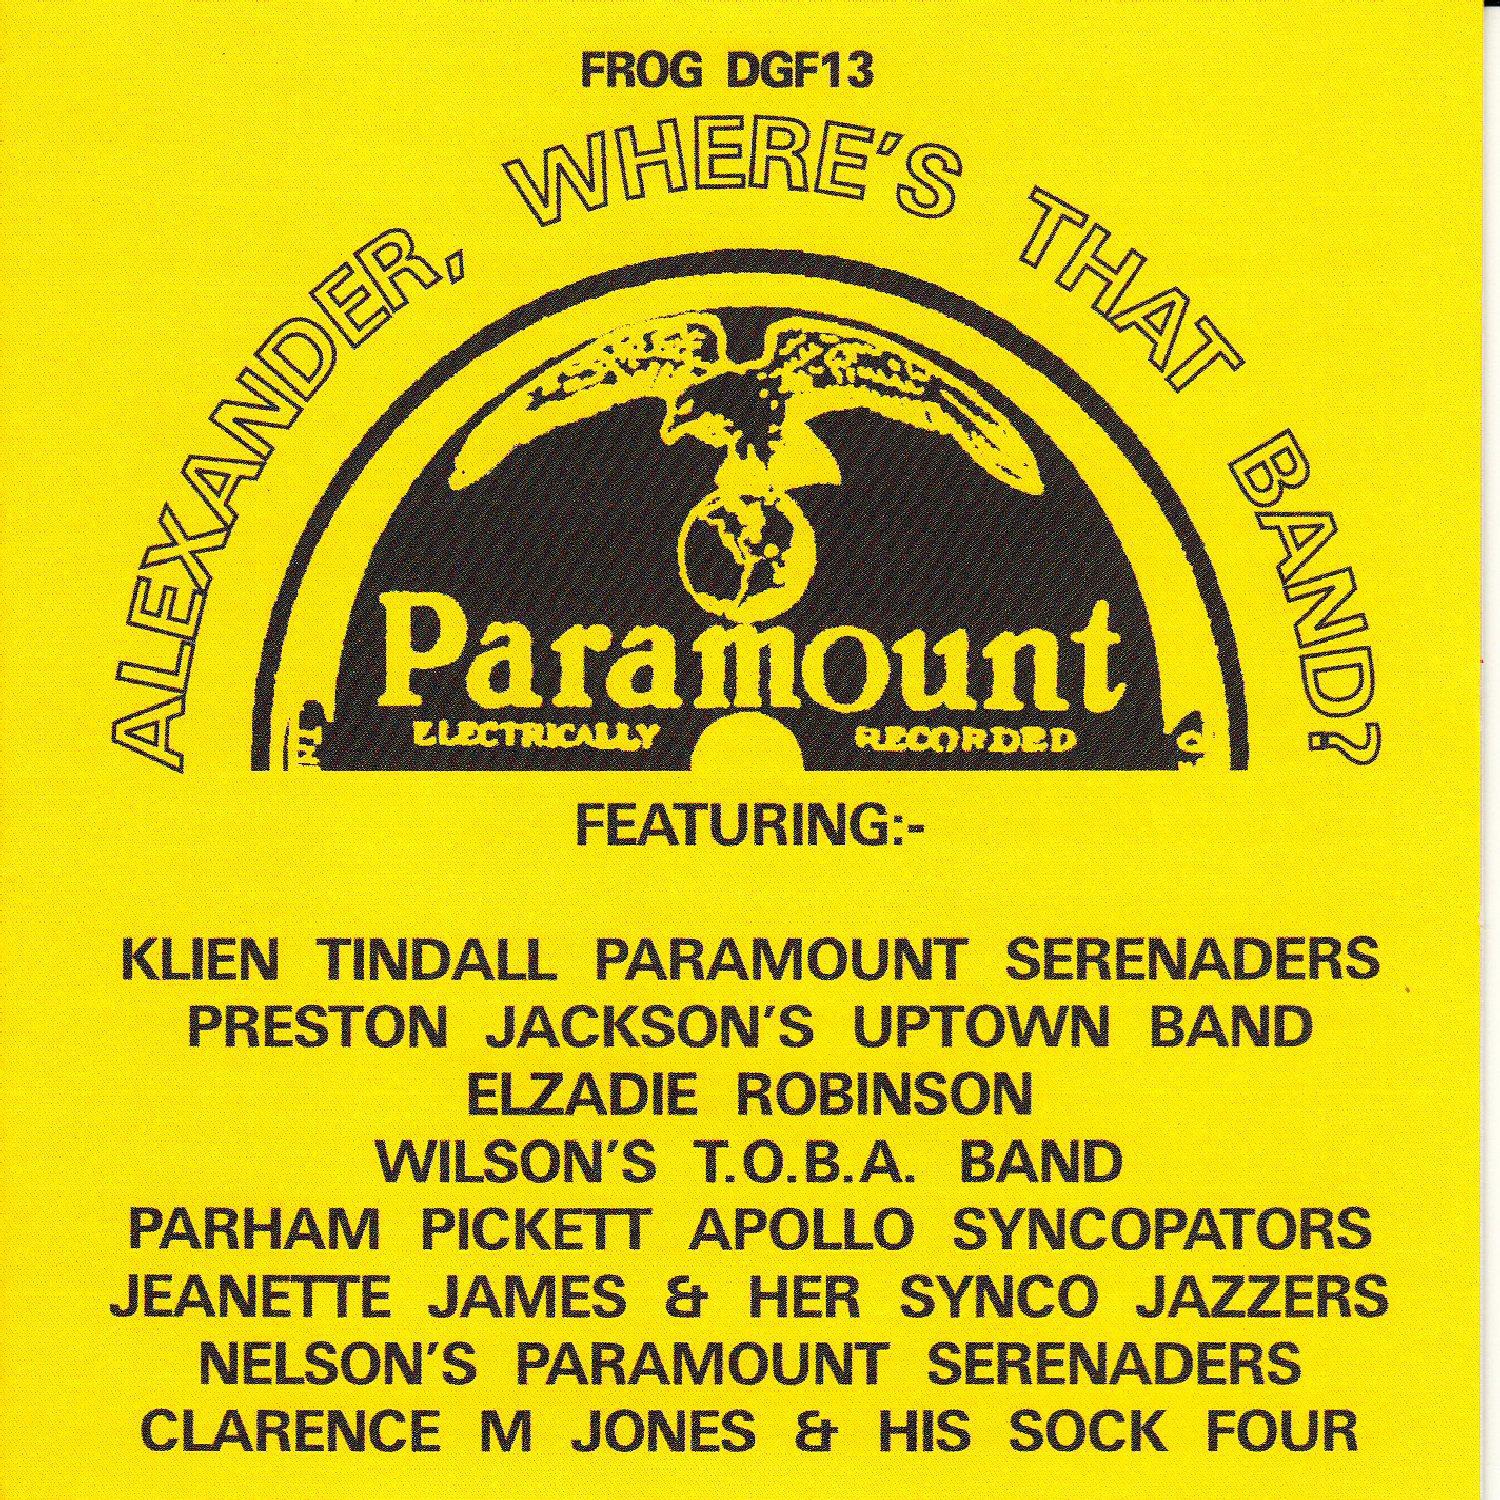 FROG DGF13
ALEXANDER, WHERE'S THAT BAND?
Paramount
ELECTRICALLY RECORDED
FEATURING:-
KLIEN TINDALL PARAMOUNT SERENADERS
PRESTON JACKSON'S UPTOWN BAND
ELZADIE ROBINSON
WILSON'S T.O.B.A. BAND
PARHAM PICKETT APOLLO SYNCOPATORS
JEANETTE JAMES & HER SYNCO JAZZERS
NELSON'S PARAMOUNT SERENADERS
CLARENCE M JONES & HIS SOCK FOUR